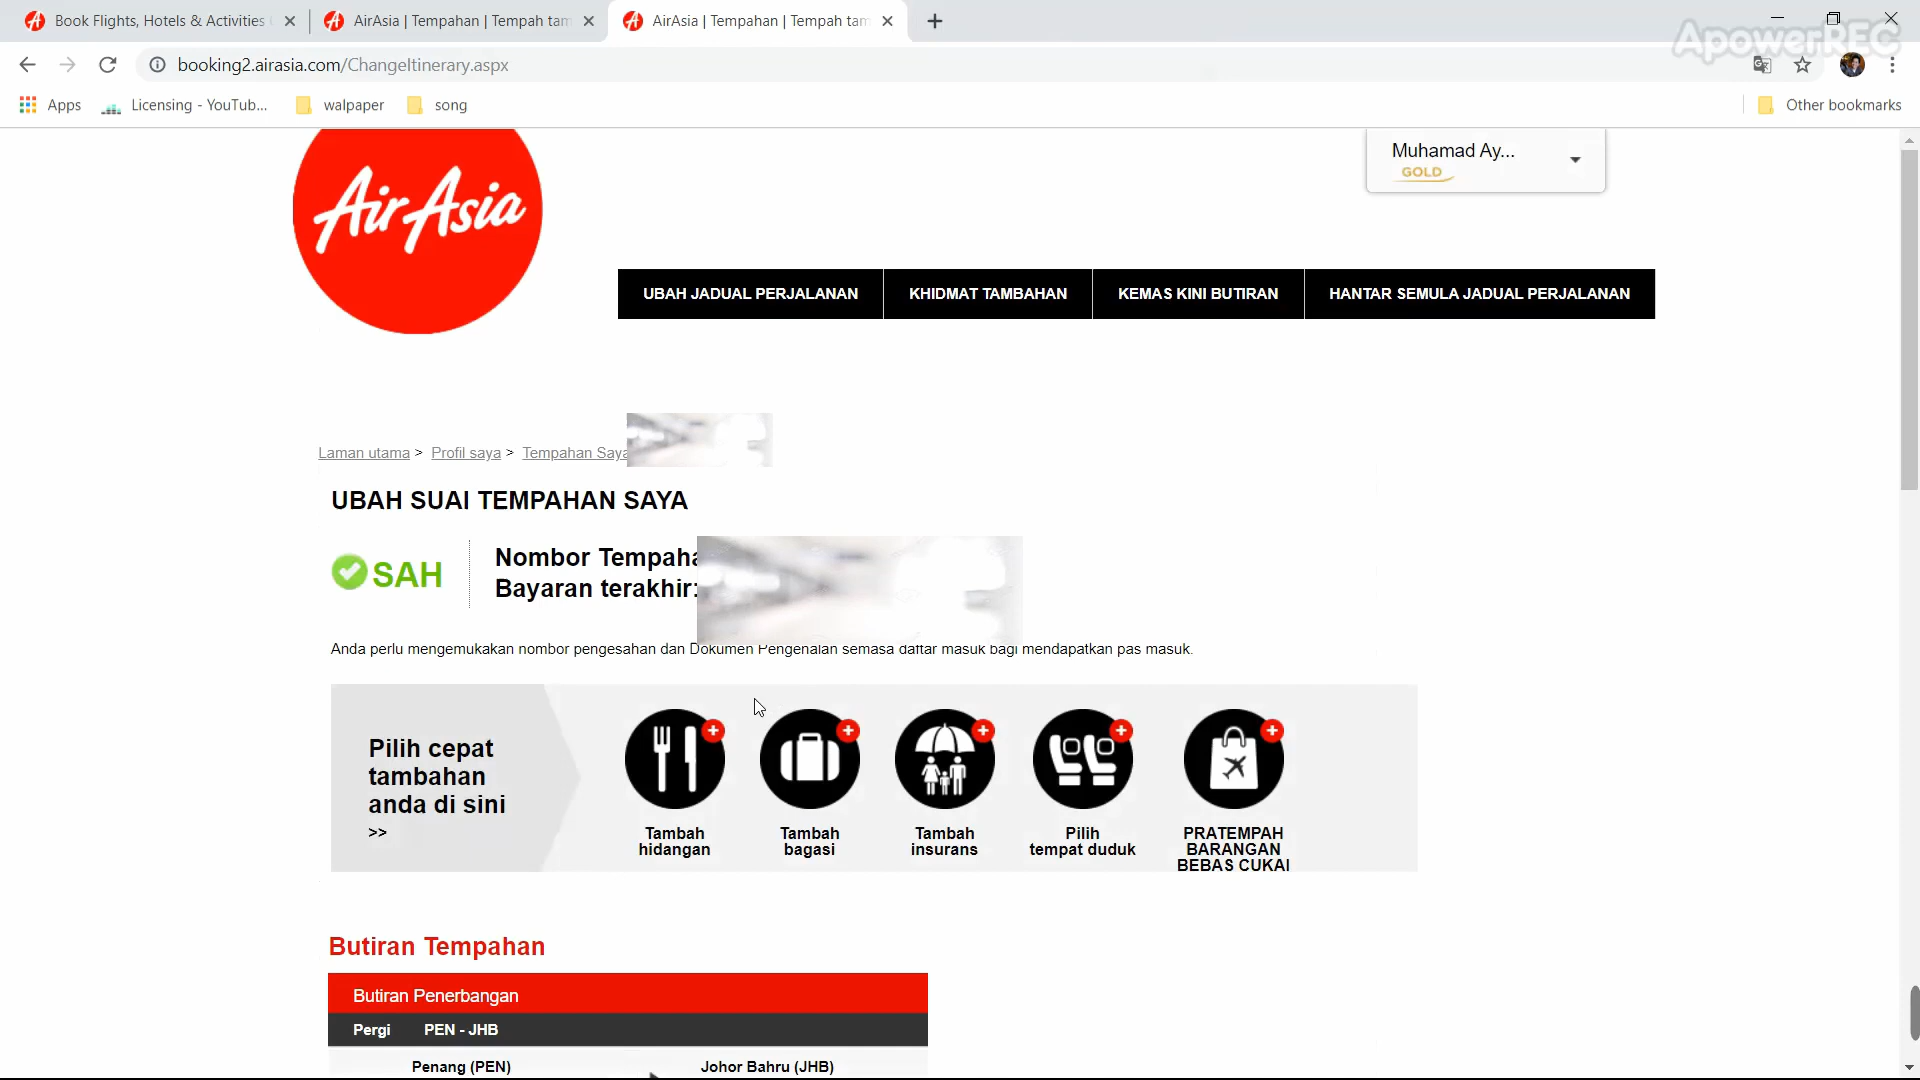 Book Flights, Hotels & Activities
AirAsia | Tempahan | Tempah tam
AirAsia | Tempahan | Tempah tam
ApowerREC
booking2.airasia.com/ChangeItinerary.aspx
Apps
Licensing - YouTub...
walpaper
song
Other bookmarks
AirAsia
Muhamad Ay...
GOLD
UBAH JADUAL PERJALANAN
KHIDMAT TAMBAHAN
KEMAS KINI BUTIRAN
HANTAR SEMULA JADUAL PERJALANAN
Laman utama > Profil saya > Tempahan Saya
UBAH SUAI TEMPAHAN SAYA
SAH
Nombor Tempaha
Bayaran terakhir:
Anda perlu mengemukakan nombor pengesahan dan Dokumen Pengenalan semasa daftar masuk bagi mendapatkan pas masuk.
Pilih cepat
tambahan
anda di sini
>>
Tambah
hidangan
Tambah
bagasi
Tambah
insurans
Pilih
tempat duduk
PRATEMPAH
BARANGAN
BEBAS CUKAI
Butiran Tempahan
Butiran Penerbangan
Pergi PEN - JHB
Penang (PEN) Johor Bahru (JHB)